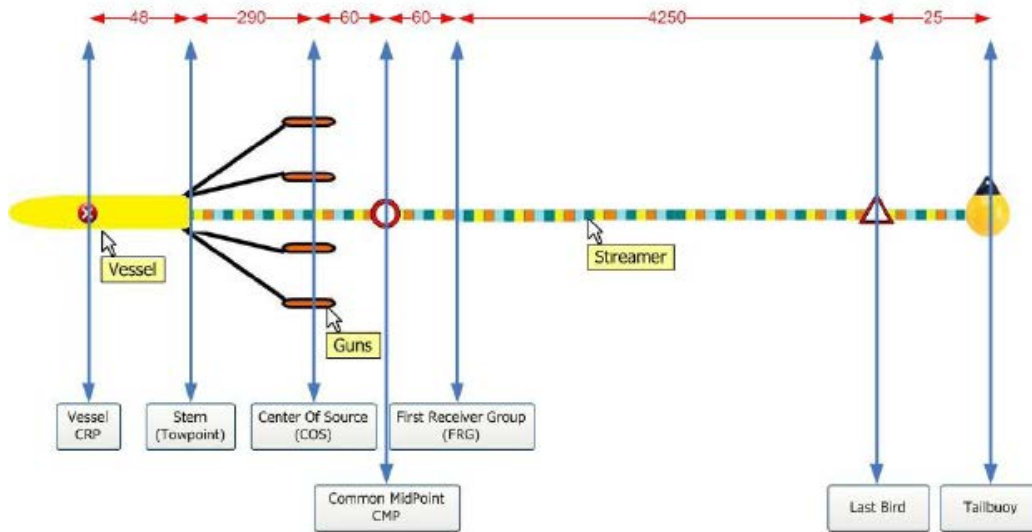 48
290
60
60
4250
25
Vessel
Streamer
Guns
Vessel
CRP
Stern
(Towpoint)
Center Of Source
(COS)
First Receiver Group
(FRG)
Common MidPoint
CMP
Last Bird
Tailbuoy